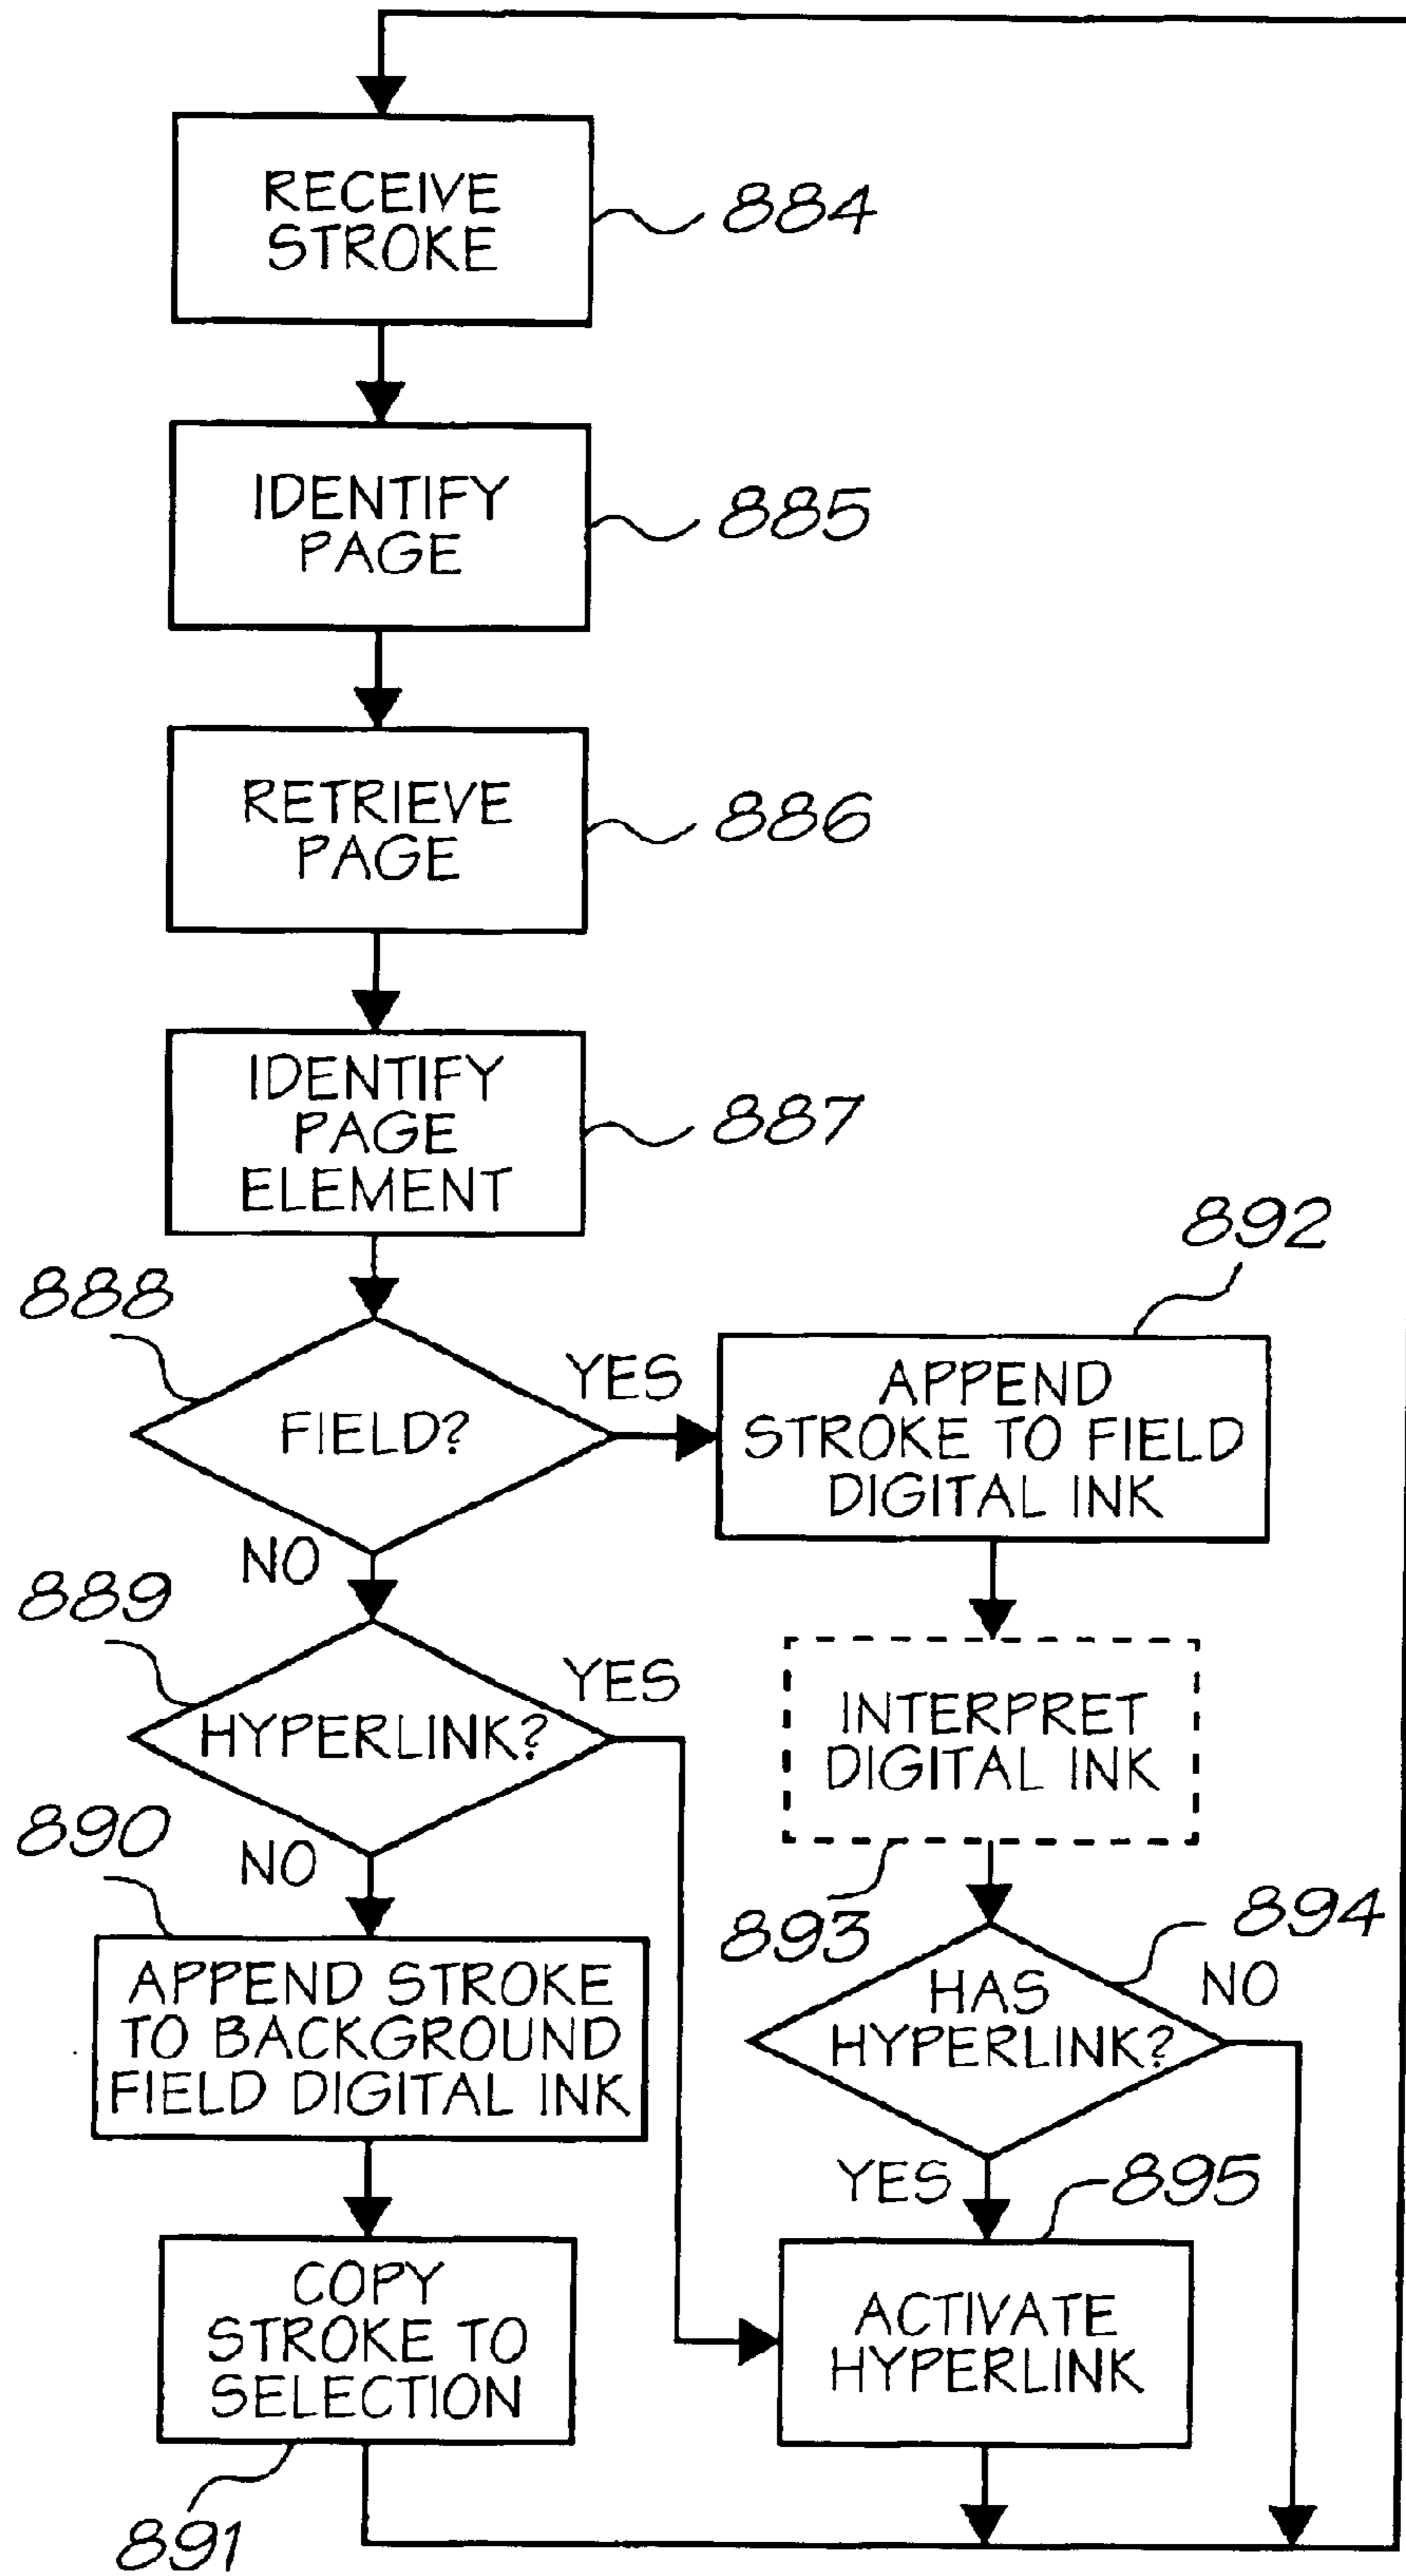 RECEIVE
STROKE
884
IDENTIFY
PAGE
885
RETRIEVE
PAGE
886
IDENTIFY
PAGE
ELEMENT
887
888
FIELD?
YES
NO
892
APPEND
STROKE TO FIELD
DIGITAL INK
889
HYPERLINK?
YES
NO
INTERPRET
DIGITAL INK
893
890
APPEND STROKE
TO BACKGROUND
FIELD DIGITAL INK
894
HAS
HYPERLINK?
NO
YES
895
COPY
STROKE TO
SELECTION
891
ACTIVATE
HYPERLINK